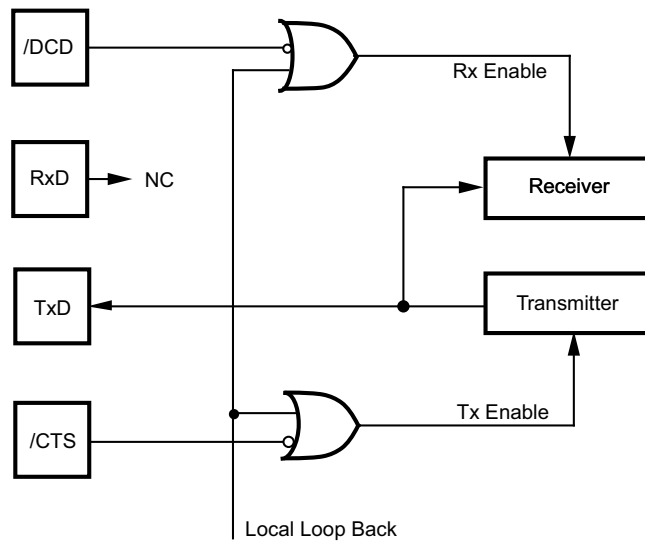 /DCD
Rx Enable
RxD
NC
Receiver
TxD
Transmitter
Tx Enable
/CTS
Local Loop Back